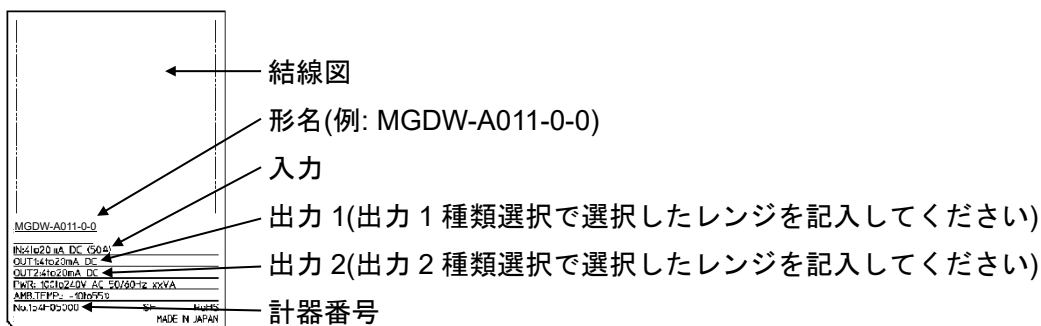 結線図
形名(例: MGDW-A011-0-0)
入力
出力 1(出力 1 種類選択で選択したレンジを記入してください)
出力 2(出力 2 種類選択で選択したレンジを記入してください)
計器番号
MGDW-A011-0-0
IN:4to20mA DC
OUT1:4to20mA DC
OUT2:4to20mA DC
PWR: 100to240V AC 50/60Hz xxVA
AMB.TEMP.:
RoHS
MADE IN JAPAN